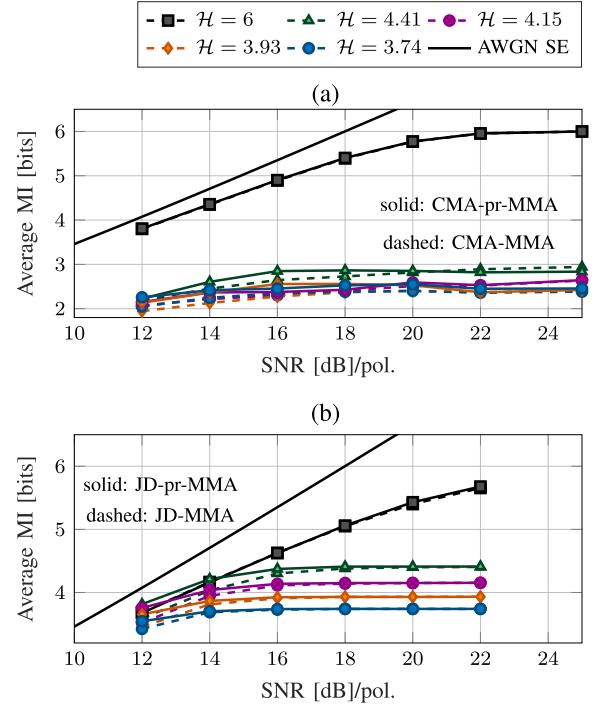 H = 6 H = 4.41 H = 4.15
H = 3.93 H = 3.74 AWGN SE
(a)
6
5
4
3
2
Average MI [bits]
solid: CMA-pr-MMA
dashed: CMA-MMA
10 12 14 16 18 20 22 24
SNR [dB]/pol.
(b)
6
5
4
Average MI [bits]
solid: JD-pr-MMA
dashed: JD-MMA
10 12 14 16 18 20 22 24
SNR [dB]/pol.